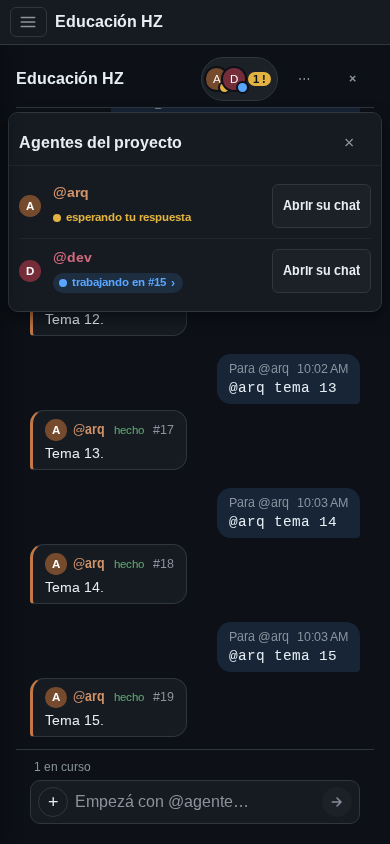 Educación HZ
Educación HZ
A D 1 ! ··· ×
Agentes del proyecto ×
A @arq
esperando tu respuesta
Abrir su chat
D @dev
trabajando en #15 ›
Abrir su chat
Tema 12.
Para @arq 10:02 AM
@arq tema 13
A @arq hecho #17
Tema 13.
Para @arq 10:03 AM
@arq tema 14
A @arq hecho #18
Tema 14.
Para @arq 10:03 AM
@arq tema 15
A @arq hecho #19
Tema 15.
1 en curso
+ Empezá con @agente…